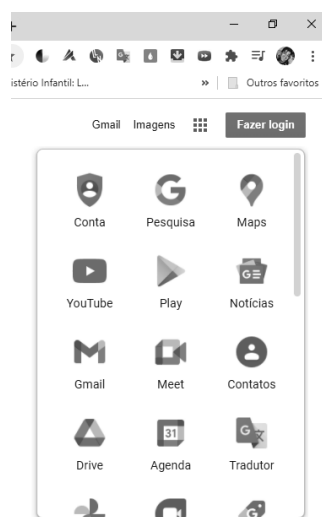 istério Infantil: L...
»
Outros favoritos
Gmail Imagens Fazer login
Conta Pesquisa Maps
YouTube Play Notícias
Gmail Meet Contatos
31 G
Drive Agenda Tradutor